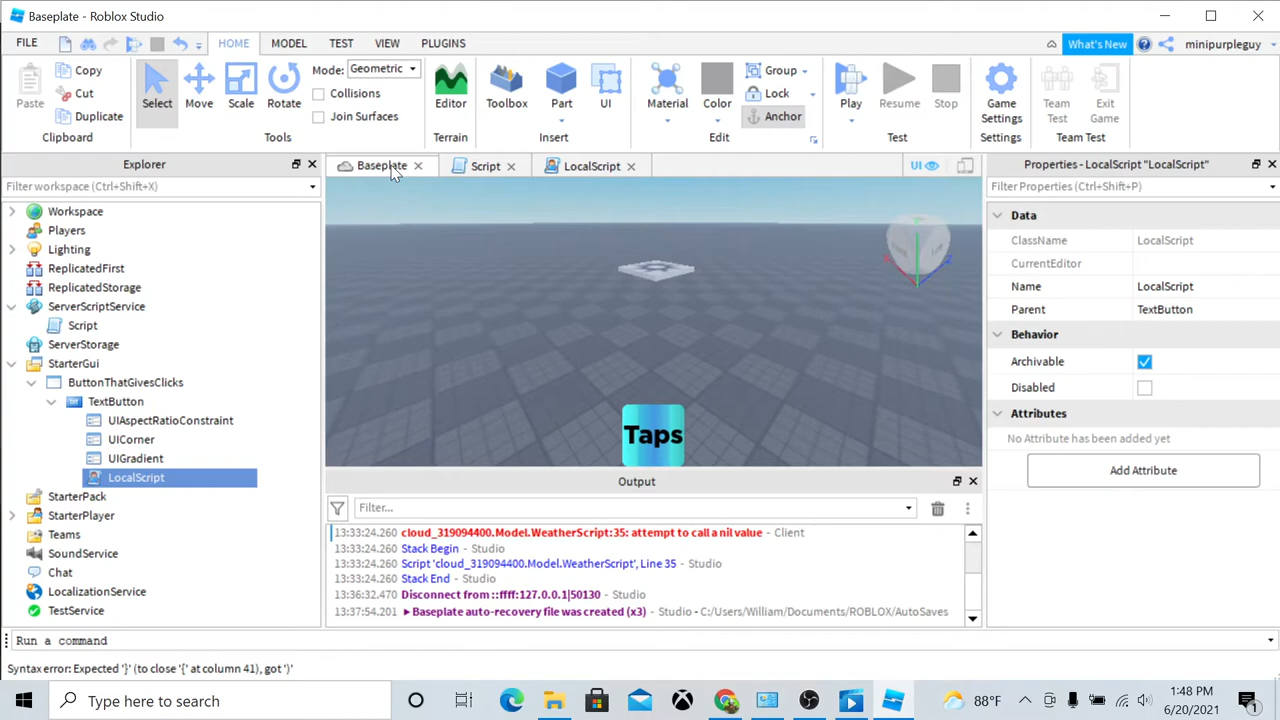 Baseplate - Roblox Studio
FILE HOME MODEL TEST VIEW PLUGINS What's New minipurpleguy
Paste Copy Cut Duplicate Clipboard
Select Move Scale Rotate Mode: Geometric Collisions Join Surfaces Tools
Editor Terrain
Toolbox Part UI Insert
Material Color Group Lock Anchor Edit
Play Resume Stop Test
Game Settings Settings
Team Test Exit Game Team Test
Explorer
Filter workspace (Ctrl+Shift+X)
Workspace
Players
Lighting
ReplicatedFirst
ReplicatedStorage
ServerScriptService
Script
ServerStorage
StarterGui
ButtonThatGivesClicks
TextButton
UIAspectRatioConstraint
UICorner
UIGradient
LocalScript
StarterPack
StarterPlayer
Teams
SoundService
Chat
LocalizationService
TestService
Baseplate Script LocalScript UI
Taps
Output
Filter...
13:33:24.260 cloud_319094400.Model.WeatherScript:35: attempt to call a nil value - Client
13:33:24.260 Stack Begin - Studio
13:33:24.260 Script 'cloud_319094400.Model.WeatherScript', Line 35 - Studio
13:33:24.260 Stack End - Studio
13:36:32.470 Disconnect from ::ffff:127.0.0.1|50130 - Studio
13:37:54.201 Baseplate auto-recovery file was created (x3) - Studio - C:/Users/William/Documents/ROBLOX/AutoSaves
Properties - LocalScript "LocalScript"
Filter Properties (Ctrl+Shift+P)
Data
ClassName LocalScript
CurrentEditor
Name LocalScript
Parent TextButton
Behavior
Archivable
Disabled
Attributes
No Attribute has been added yet
Add Attribute
Run a command
Syntax error: Expected '}' (to close '{' at column 41), got ')'
Type here to search
88°F
1:48 PM
6/20/2021